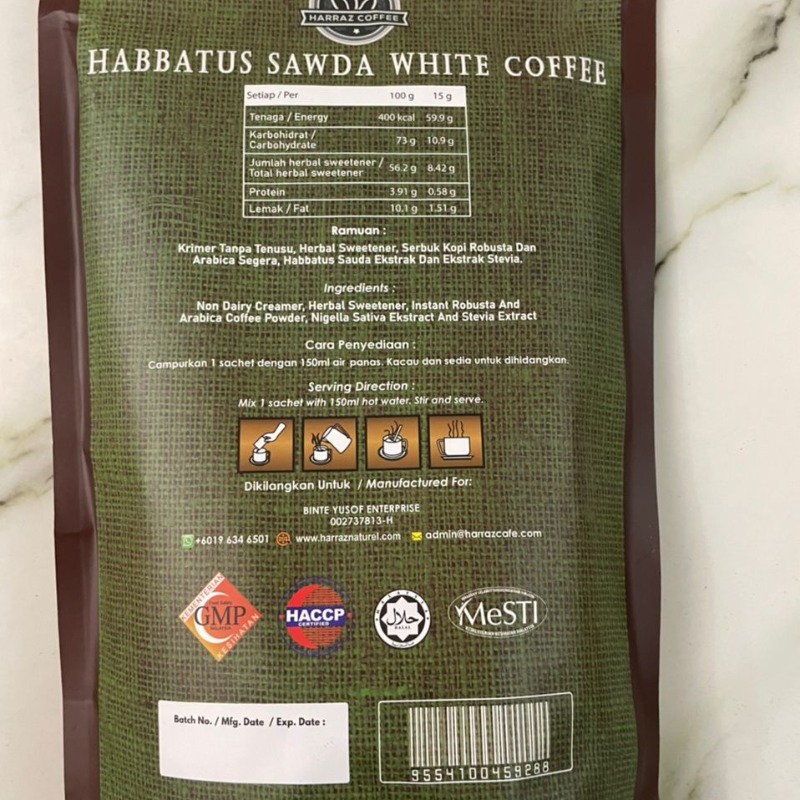 HARRAZ COFFEE
HABBATUS SAWDA WHITE COFFEE
Setiap / Per 100 g 15 g
Tenaga / Energy 400 kcal 59.9 g
Karbohidrat /
Carbohydrate 73 g 10.9 g
Jumlah herbal sweetener /
Total herbal sweetener 56.2 g 8.42 g
Protein 3.91 g 0.58 g
Lemak / Fat 10.1 g 1.51 g
Ramuan :
Krimer Tanpa Tenusu, Herbal Sweetener, Serbuk Kopi Robusta Dan
Arabica Segera, Habbatus Sauda Ekstrak Dan Ekstrak Stevia.
Ingredients :
Non Dairy Creamer, Herbal Sweetener, Instant Robusta And
Arabica Coffee Powder, Nigella Sativa Ekstract And Stevia Extract
Cara Penyediaan :
Campurkan 1 sachet dengan 150ml air panas. Kacau dan sedia untuk dihidangkan.
Serving Direction :
Mix 1 sachet with 150ml hot water. Stir and serve.
Dikilangkan Untuk / Manufactured For:
BINTE YUSOF ENTERPRISE
002737813-H
+6019 634 6501 www.harraznaturel.com admin@harrazcafe.com
KEMENTERIAN
GMP
MALAYSIA
KESIHATAN
HACCP
CERTIFIED
حلال
HALAL
MeSTI
Batch No. / Mfg. Date / Exp. Date :
9554100459288